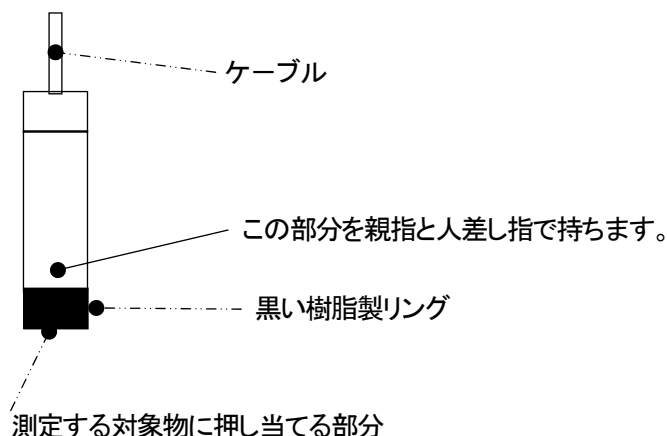 ケーブル
この部分を親指と人差し指で持ちます。
黒い樹脂製リング
測定する対象物に押し当てる部分